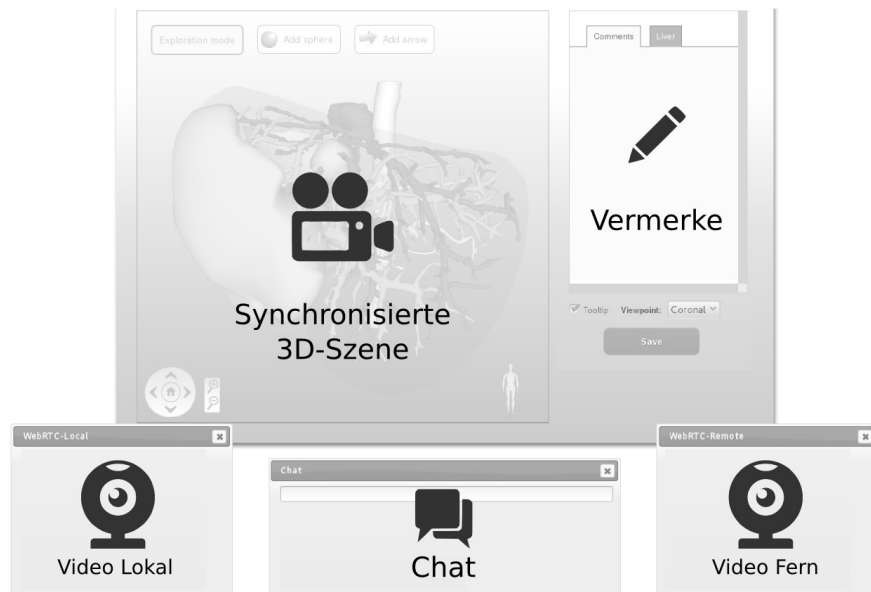 Exploration mode
Add sphere
Add arrow
Comments
Liver
Vermerke
Synchronisierte
3D-Szene
Tooltip
Viewpoint:
Coronal
Save
WebRTC-Local
Video Lokal
Chat
Chat
WebRTC-Remote
Video Fern